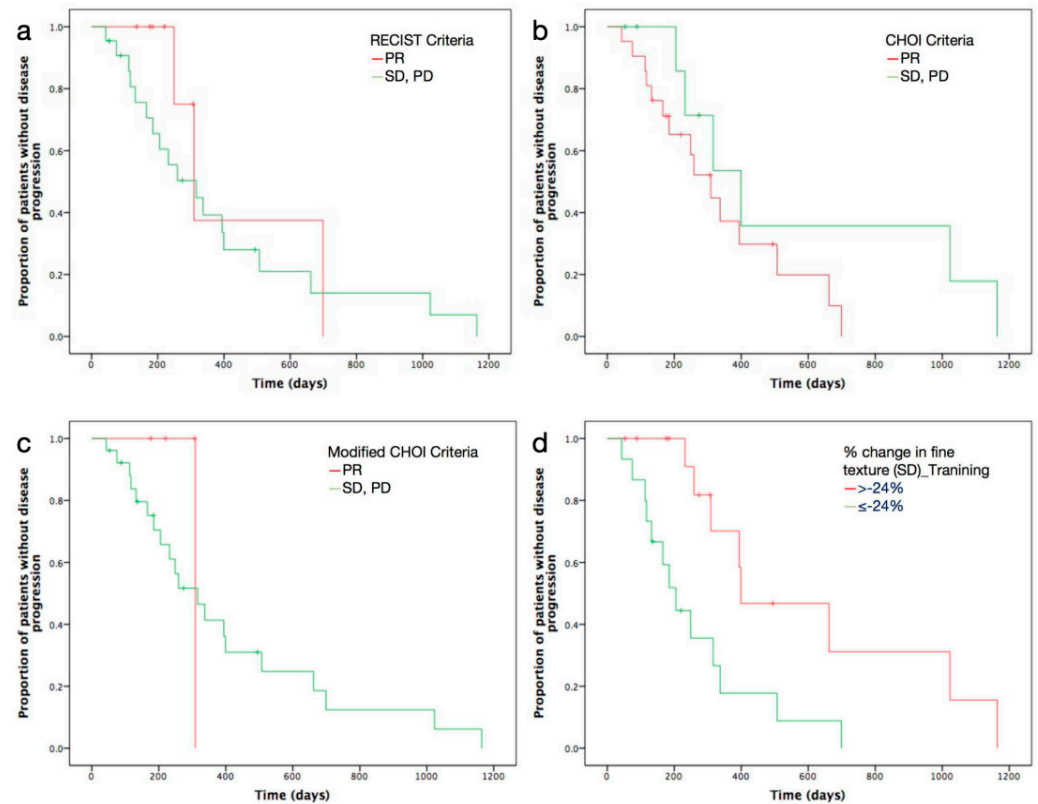 a
RECIST Criteria
PR
SD, PD
Proportion of patients without disease
progression
1.0
0.8
0.6
0.4
0.2
0.0
0 200 400 600 800 1000 1200
Time (days)
b
CHOI Criteria
PR
SD, PD
Proportion of patients without disease
progression
1.0
0.8
0.6
0.4
0.2
0.0
0 200 400 600 800 1000 1200
Time (days)
c
Modified CHOI Criteria
PR
SD, PD
Proportion of patients without disease
progression
1.0
0.8
0.6
0.4
0.2
0.0
0 200 400 600 800 1000 1200
Time (days)
d
% change in fine
texture (SD)_Tranining
>-24%
≤-24%
Proportion of patients without disease
progression
1.0
0.8
0.6
0.4
0.2
0.0
0 200 400 600 800 1000 1200
Time (days)